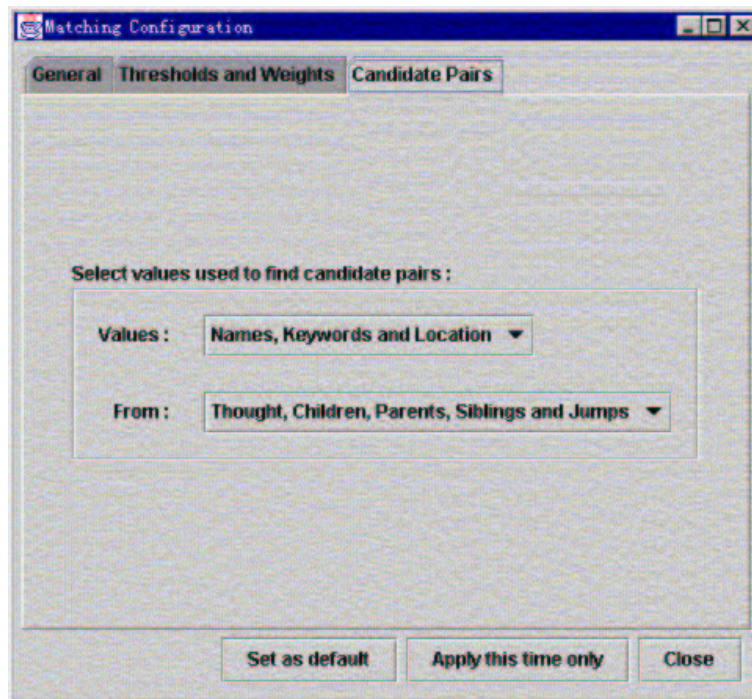 Matching Configuration
General Thresholds and Weights Candidate Pairs
Select values used to find candidate pairs :
Values : Names, Keywords and Location
From : Thought, Children, Parents, Siblings and Jumps
Set as default Apply this time only Close